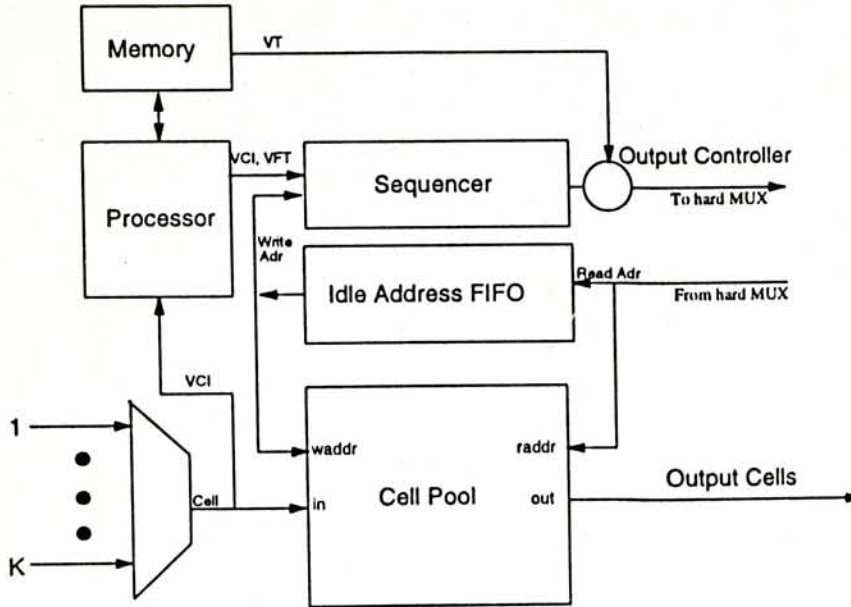 Memory
VT
Processor
VCI, VFT
Sequencer
Output Controller
To hard MUX
Write
Adr
Idle Address FIFO
Read Adr
From hard MUX
VCI
1
K
Cell
waddr
raddr
in
Cell Pool
out
Output Cells